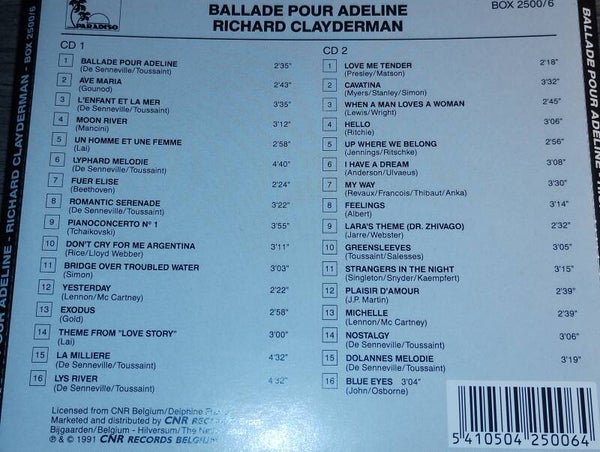 PARADISO
BALLADE POUR ADELINE
RICHARD CLAYDERMAN
BOX 2500/6
CD 1
1 BALLADE POUR ADELINE 2'35"
(De Senneville/Toussaint)
2 AVE MARIA 2'43"
(Gounod)
3 L'ENFANT ET LA MER 3'35"
(De Senneville/Toussaint)
4 MOON RIVER 3'12"
(Mancini)
5 UN HOMME ET UNE FEMME 2'58"
(Lai)
6 LYPHARD MELODIE 4'40"
(De Senneville/Toussaint)
7 FUER ELISE 2'24"
(Beethoven)
8 ROMANTIC SERENADE 3'22"
(De Senneville/Toussaint)
9 PIANOCONCERTO Nº 1 3'55"
(Tchaikovski)
10 DON'T CRY FOR ME ARGENTINA 3'11"
(Rice/Lloyd Webber)
11 BRIDGE OVER TROUBLED WATER 3'03"
(Simon)
12 YESTERDAY 2'22"
(Lennon/Mc Cartney)
13 EXODUS 2'58"
(Gold)
14 THEME FROM "LOVE STORY" 3'00"
(Lai)
15 LA MILLIERE 4'32"
(De Senneville/Toussaint)
16 LYS RIVER 4'32"
(De Senneville/Toussaint)
CD 2
1 LOVE ME TENDER 2'18"
(Presley/Matson)
2 CAVATINA 3'32"
(Myers/Stanley/Simon)
3 WHEN A MAN LOVES A WOMAN 2'45"
(Lewis/Wright)
4 HELLO 3'06"
(Ritchie)
5 UP WHERE WE BELONG 2'56"
(Jennings/Ritschke)
6 I HAVE A DREAM 3'08"
(Anderson/Ulvaeus)
7 MY WAY 3'30"
(Revaux/Francois/Thibaut/Anka)
8 FEELINGS 3'14"
(Albert)
9 LARA'S THEME (DR. ZHIVAGO) 2'32"
(Jarre/Webster)
10 GREENSLEEVES 3'05"
(Toussaint/Salesses)
11 STRANGERS IN THE NIGHT 3'15"
(Singleton/Snyder/Kaempfert)
12 PLAISIR D'AMOUR 2'39"
(J.P. Martin)
13 MICHELLE 2'39"
(Lennon/Mc Cartney)
14 NOSTALGY 3'06"
(De Senneville/Toussaint)
15 DOLANNES MELODIE 3'19"
(De Senneville/Toussaint)
16 BLUE EYES 3'04"
(John/Osborne)
Licensed from CNR Belgium/Delphine
Marketed and distributed by CNR
Bijgaarden/Belgium - Hilversum/The
℗ & © 1991 CNR RECORDS BELGIUM
5 410504 250064
POUR ADELINE - RICHARD CLAYDERMAN - BOX 2500/6
BALLADE POUR ADELINE